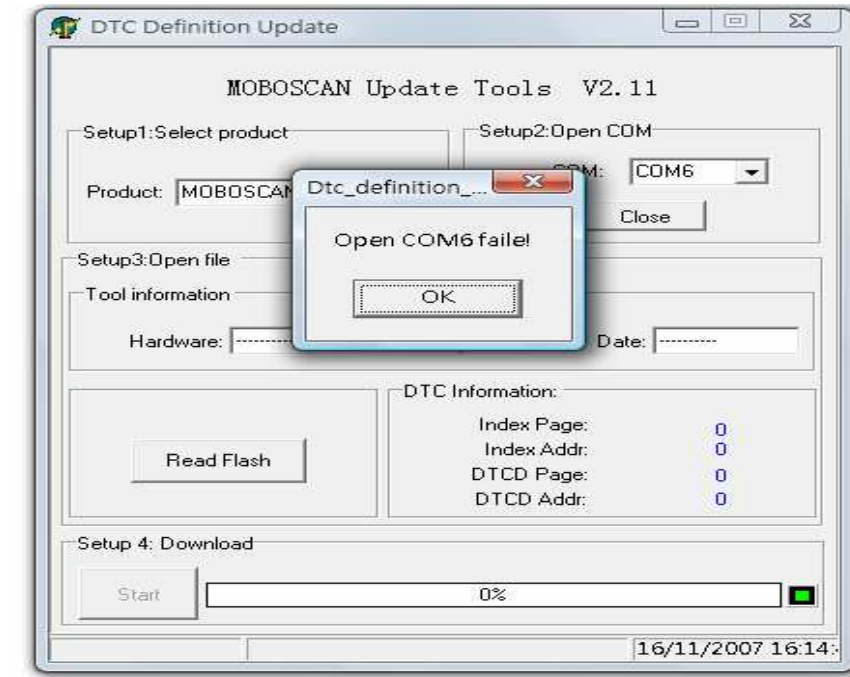 DTC Definition Update
MOBOSCAN Update Tools V2.11
Setup1:Select product
Product: MOBOSCAN
Setup2:Open COM
COM6
Close
Dtc_definition_...
Open COM6 faile!
OK
Setup3:Open file
Tool information
Hardware: ---------
Date: ---------
Read Flash
DTC Information:
Index Page: 0
Index Addr: 0
DTCD Page: 0
DTCD Addr: 0
Setup 4: Download
Start
0%
16/11/2007 16:14: